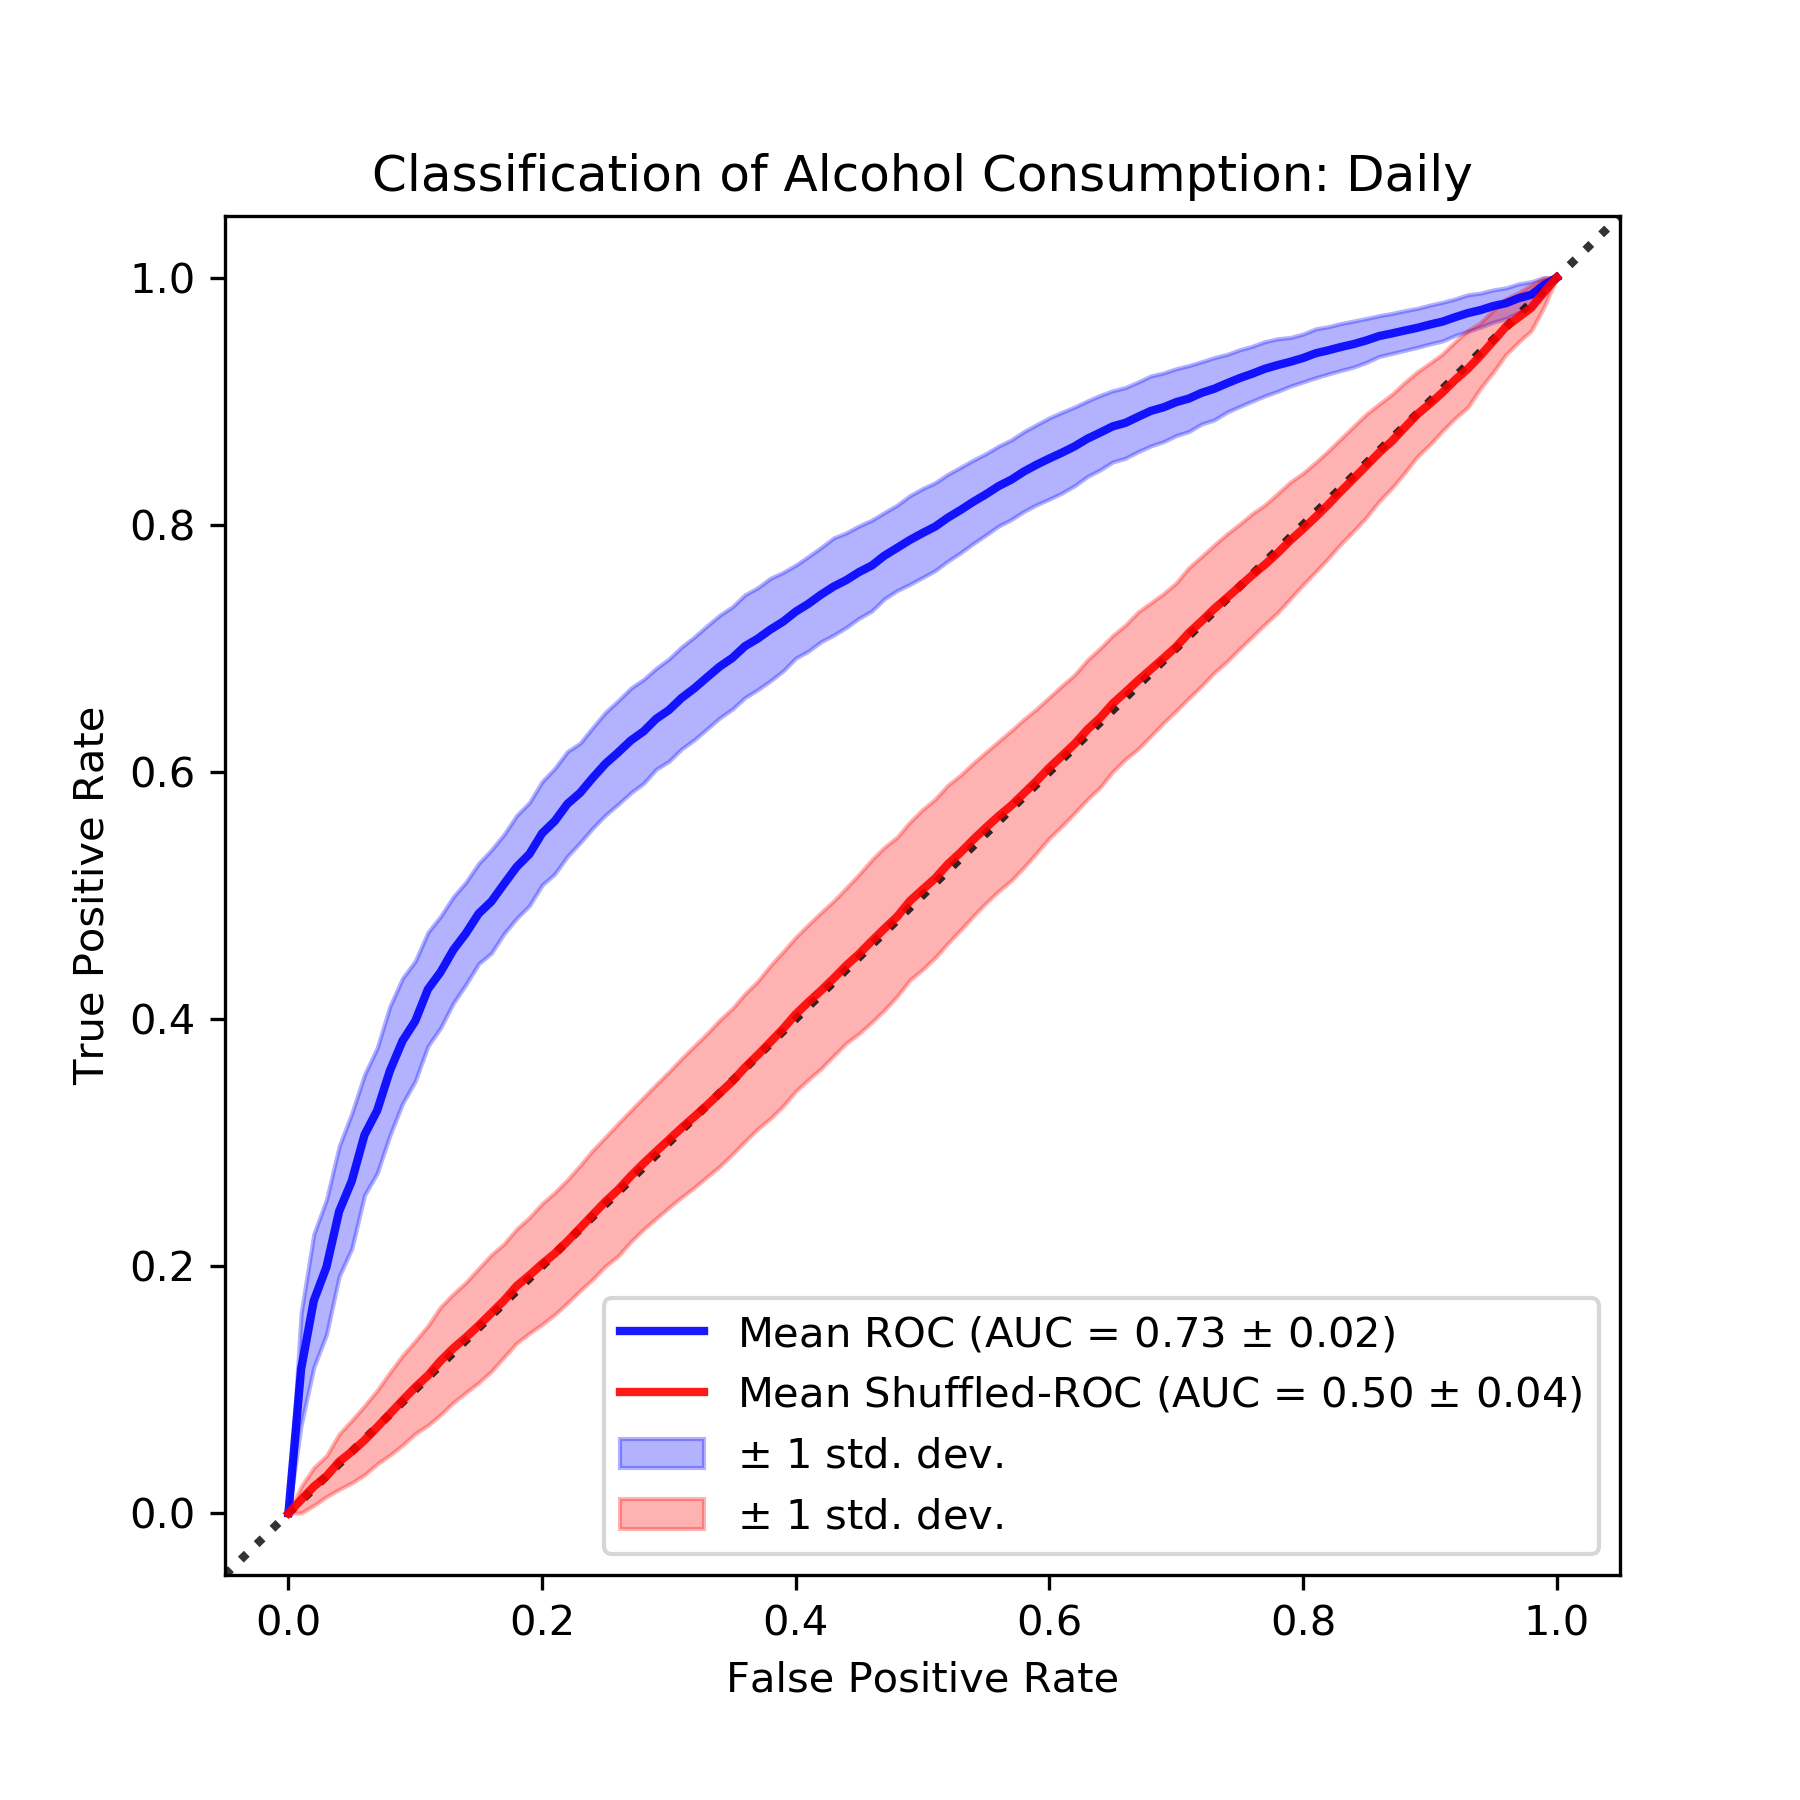 Classification of Alcohol Consumption: Daily
1.0
0.8
0.6
0.4
0.2
0.0
True Positive Rate
Mean ROC (AUC = 0.73 ± 0.02)
Mean Shuffled-ROC (AUC = 0.50 ± 0.04)
± 1 std. dev.
± 1 std. dev.
0.0 0.2 0.4 0.6 0.8 1.0
False Positive Rate